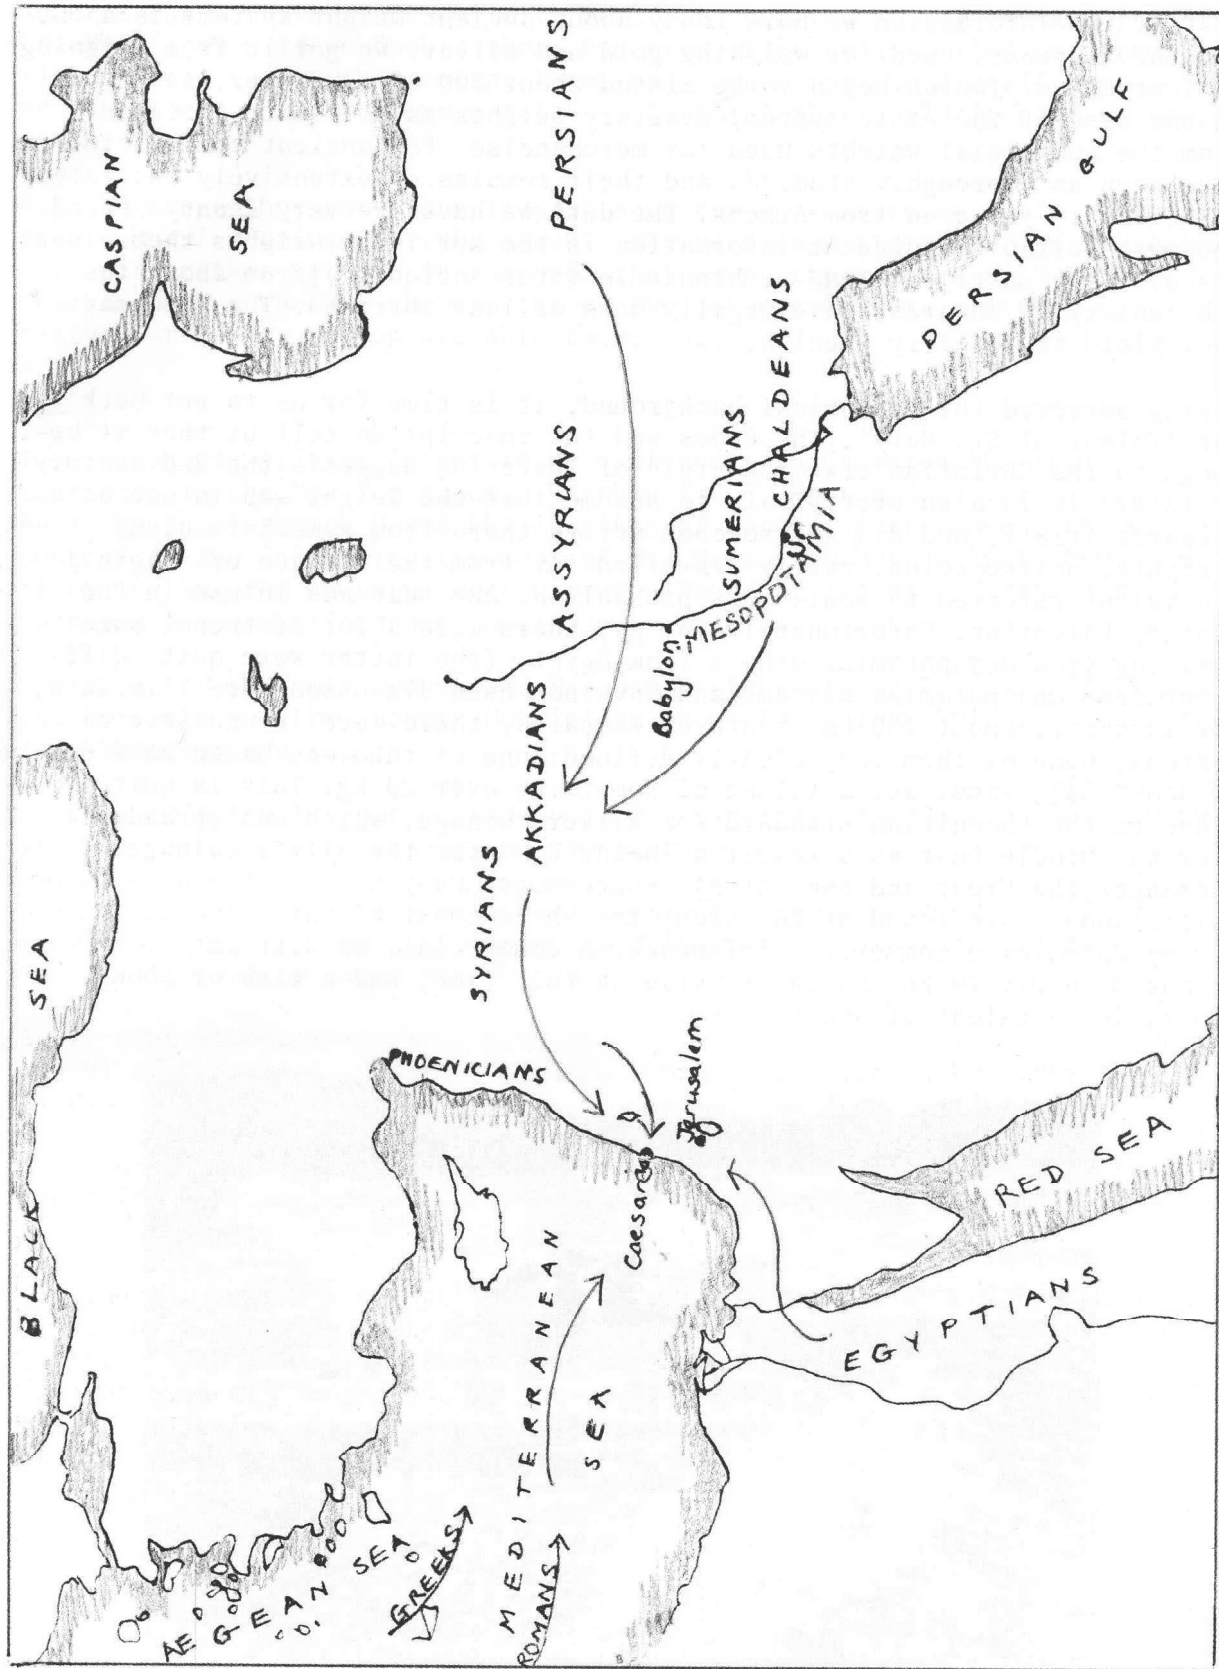 BLACK SEA
CASPIAN
SEA
AEGEAN SEA
GREEKS
ROMANS
MEDITERRANEAN
SEA
PHOENICIANS
SYRIANS
AKKADIANS
ASSYRIANS
PERSIANS
Caesarea
Jerusalem
Babylon
MESOPOTAMIA
SUMERIANS
CHALDEANS
PERSIAN GULF
RED SEA
EGYPTIANS